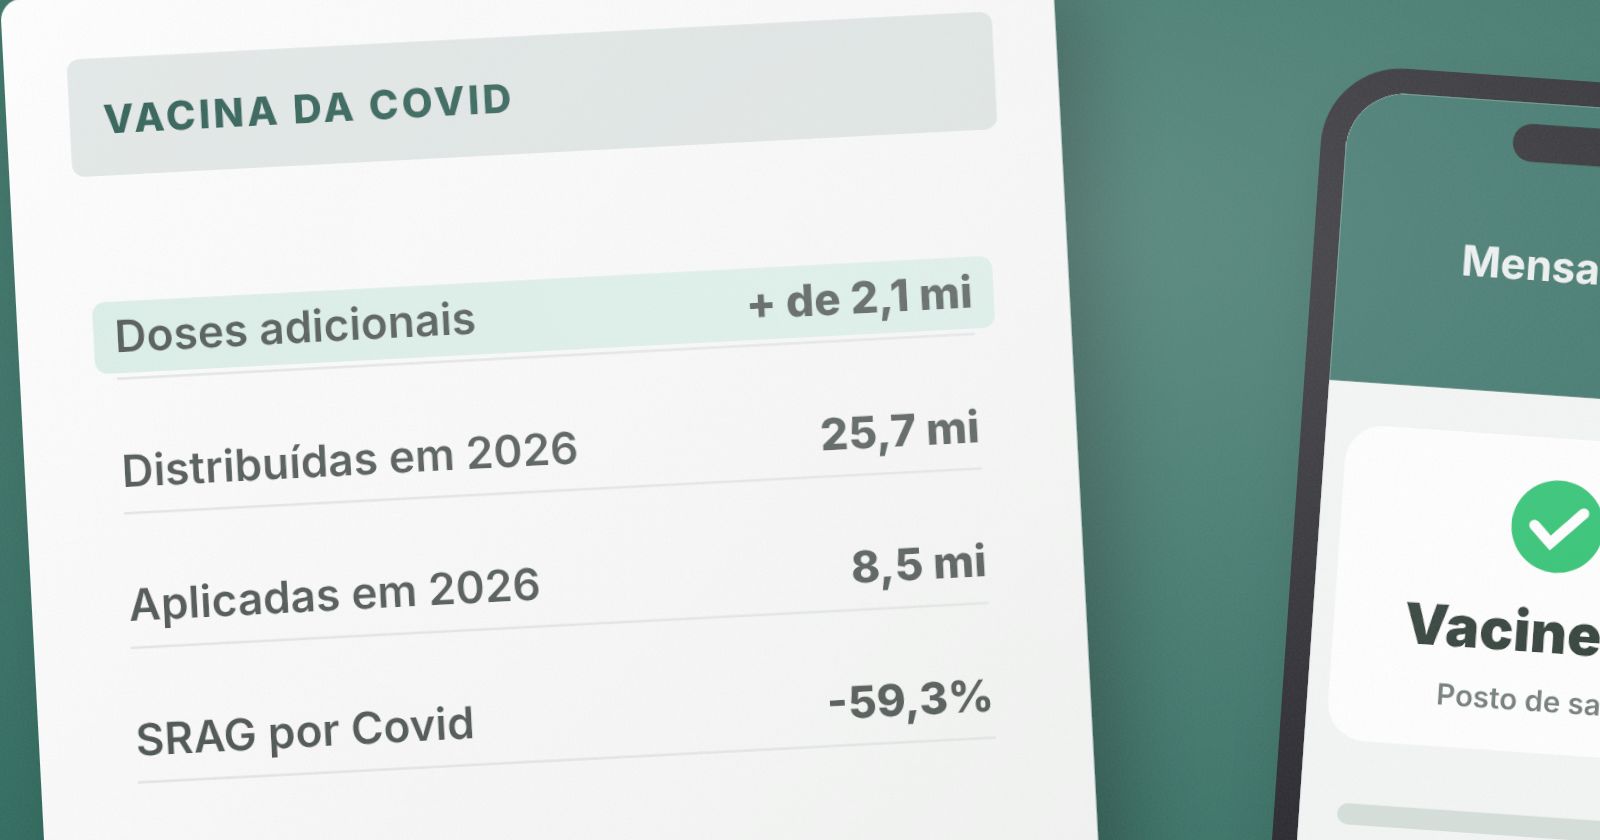 VACINA DA COVID
Doses adicionais + de 2,1 mi
Distribuídas em 2026 25,7 mi
Aplicadas em 2026 8,5 mi
SRAG por Covid -59,3%
Mensa
Vacine
Posto de sa